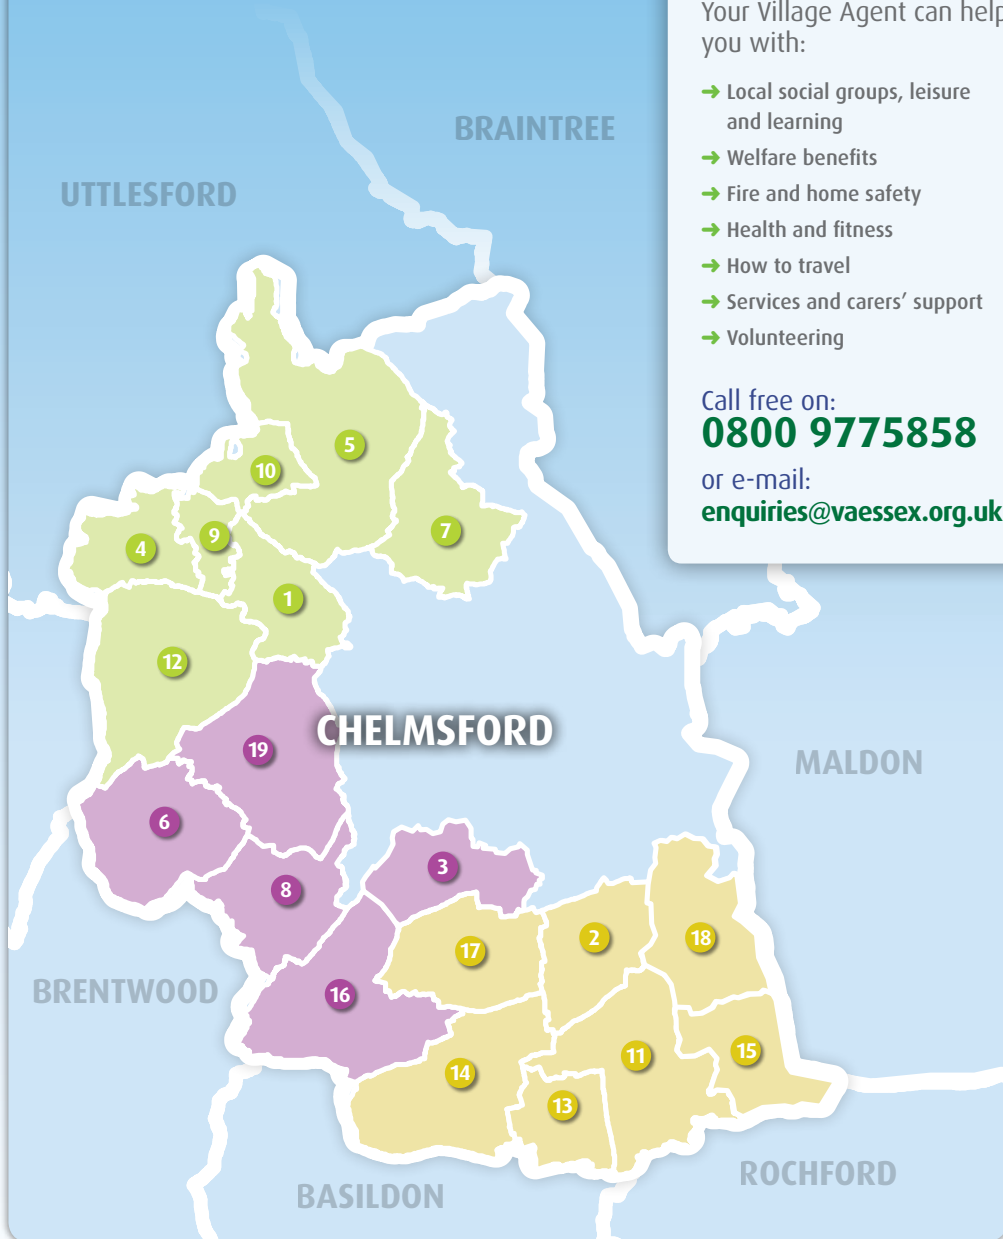 Your Village Agent can help
you with:
→ Local social groups, leisure
and learning
→ Welfare benefits
→ Fire and home safety
→ Health and fitness
→ How to travel
→ Services and carers' support
→ Volunteering
Call free on:
0800 9775858
or e-mail:
enquiries@vaessex.org.uk
BRAINTREE
UTTLESFORD
5
10
7
9
4
1
12
CHELMSFORD
19
MALDON
6
3
8
17
2
18
BRENTWOOD
16
11
15
14
13
ROCHFORD
BASILDON